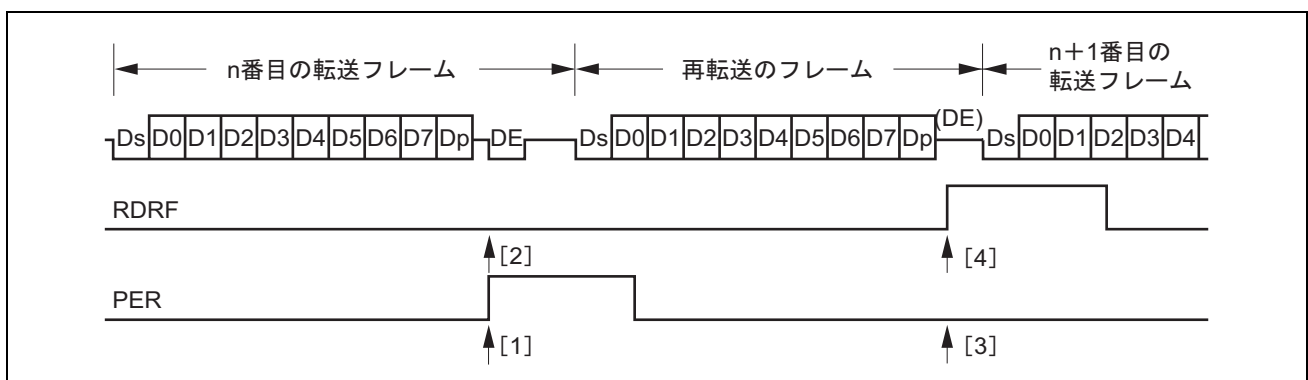 n番目の転送フレーム
再転送のフレーム
n+1番目の
転送フレーム
Ds D0 D1 D2 D3 D4 D5 D6 D7 Dp DE Ds D0 D1 D2 D3 D4 D5 D6 D7 Dp (DE) Ds D0 D1 D2 D3 D4
RDRF
[2]
[4]
PER
[1]
[3]